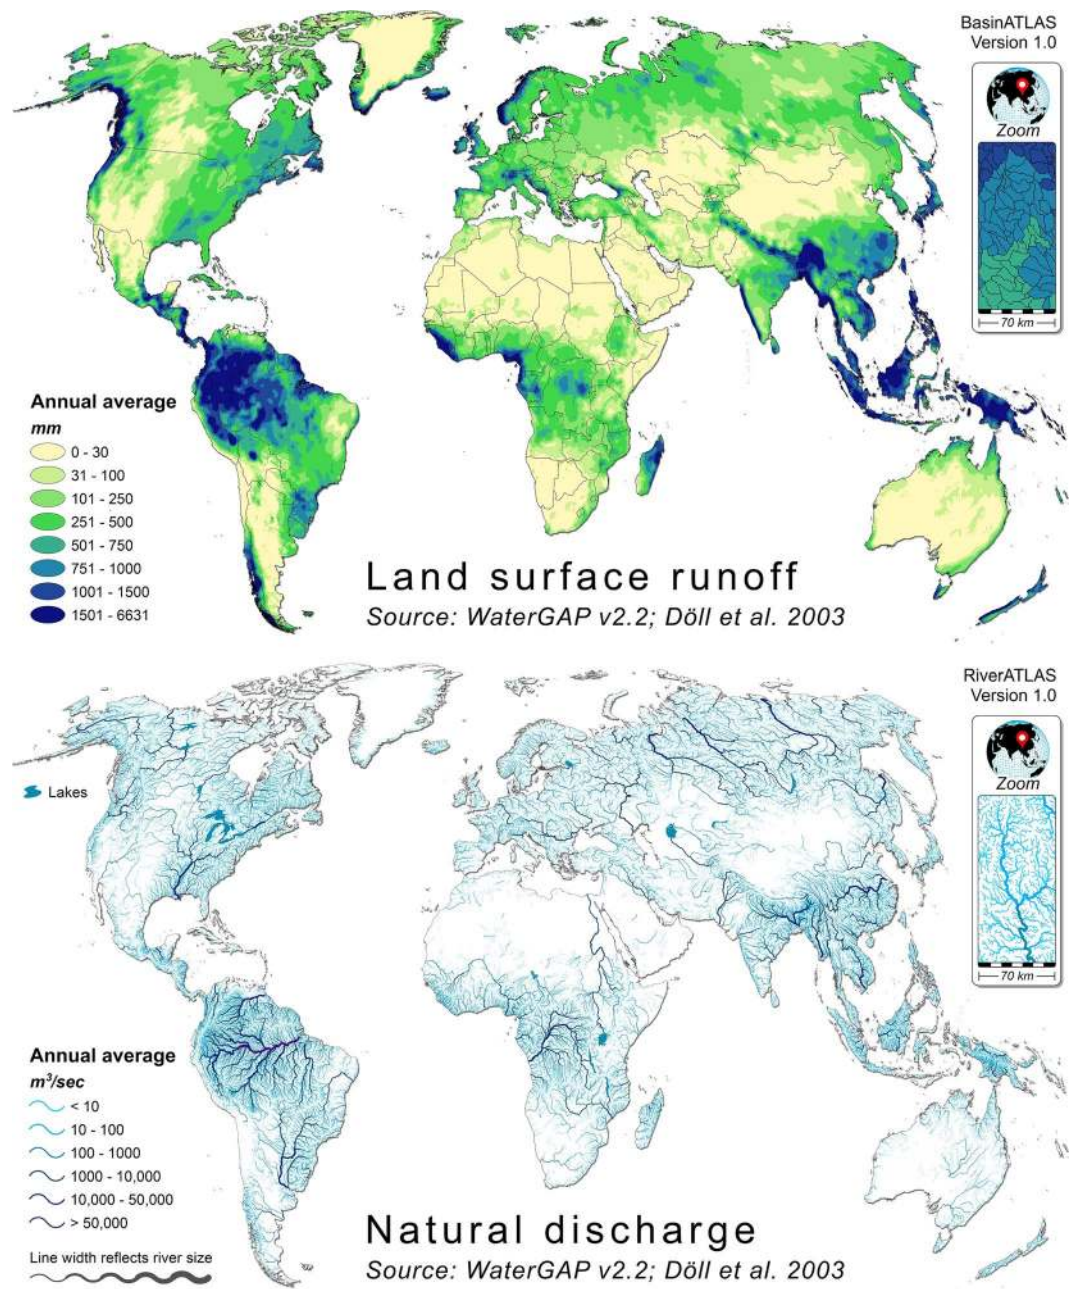 BasinATLAS
Version 1.0
Zoom
70 km
Annual average
mm
0 - 30
31 - 100
101 - 250
251 - 500
501 - 750
751 - 1000
1001 - 1500
1501 - 6631
Land surface runoff
Source: WaterGAP v2.2; Döll et al. 2003
RiverATLAS
Version 1.0
Zoom
70 km
Lakes
Annual average
m³/sec
< 10
10 - 100
100 - 1000
1000 - 10,000
10,000 - 50,000
> 50,000
Line width reflects river size
Natural discharge
Source: WaterGAP v2.2; Döll et al. 2003